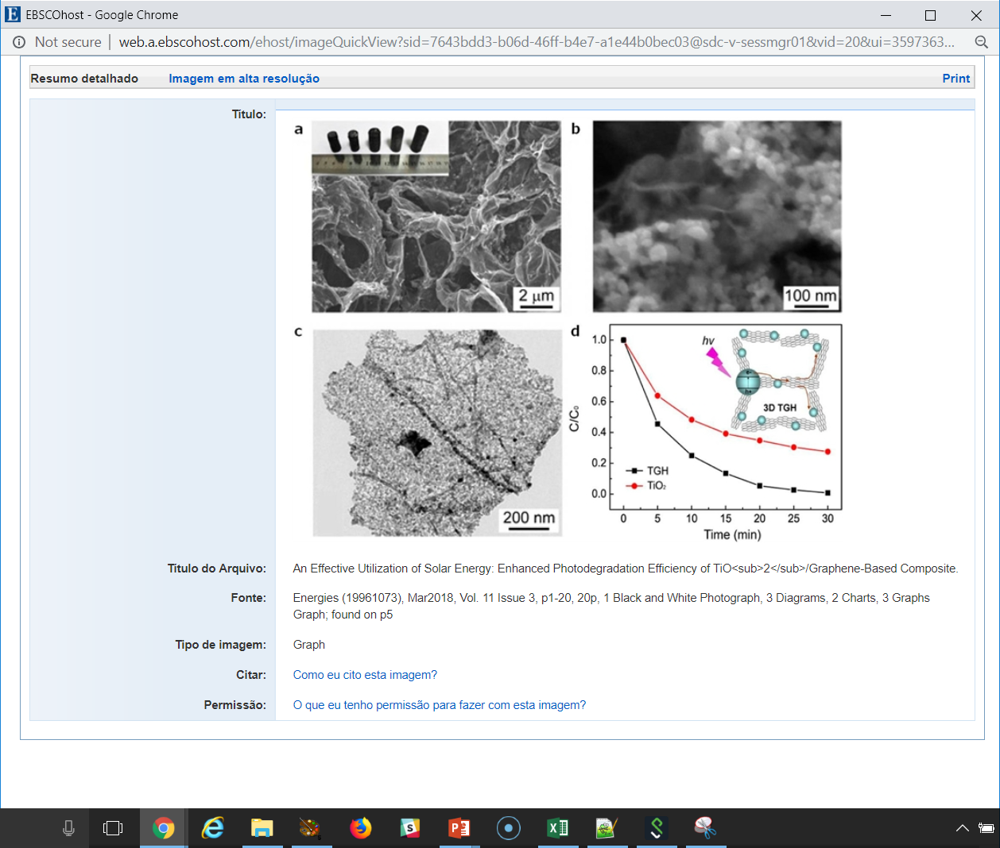 EBSCOhost - Google Chrome
Not secure | web.a.ebscohost.com/ehost/imageQuickView?sid=7643bdd3-b06d-46ff-b4e7-a1e44b0bec03@sdc-v-sessmgr01&vid=20&ui=3597363...
Resumo detalhado Imagem em alta resolução Print
Título:
a
2 µm
b
100 nm
c
200 nm
d
C/C₀
1.0
0.8
0.6
0.4
0.2
0.0
hv
e-
h+
3D TGH
TGH
TiO₂
0 5 10 15 20 25 30
Time (min)
Título do Arquivo: An Effective Utilization of Solar Energy: Enhanced Photodegradation Efficiency of TiO<sub>2</sub>/Graphene-Based Composite.
Fonte: Energies (19961073), Mar2018, Vol. 11 Issue 3, p1-20, 20p, 1 Black and White Photograph, 3 Diagrams, 2 Charts, 3 Graphs
Graph; found on p5
Tipo de imagem: Graph
Citar: Como eu cito esta imagem?
Permissão: O que eu tenho permissão para fazer com esta imagem?